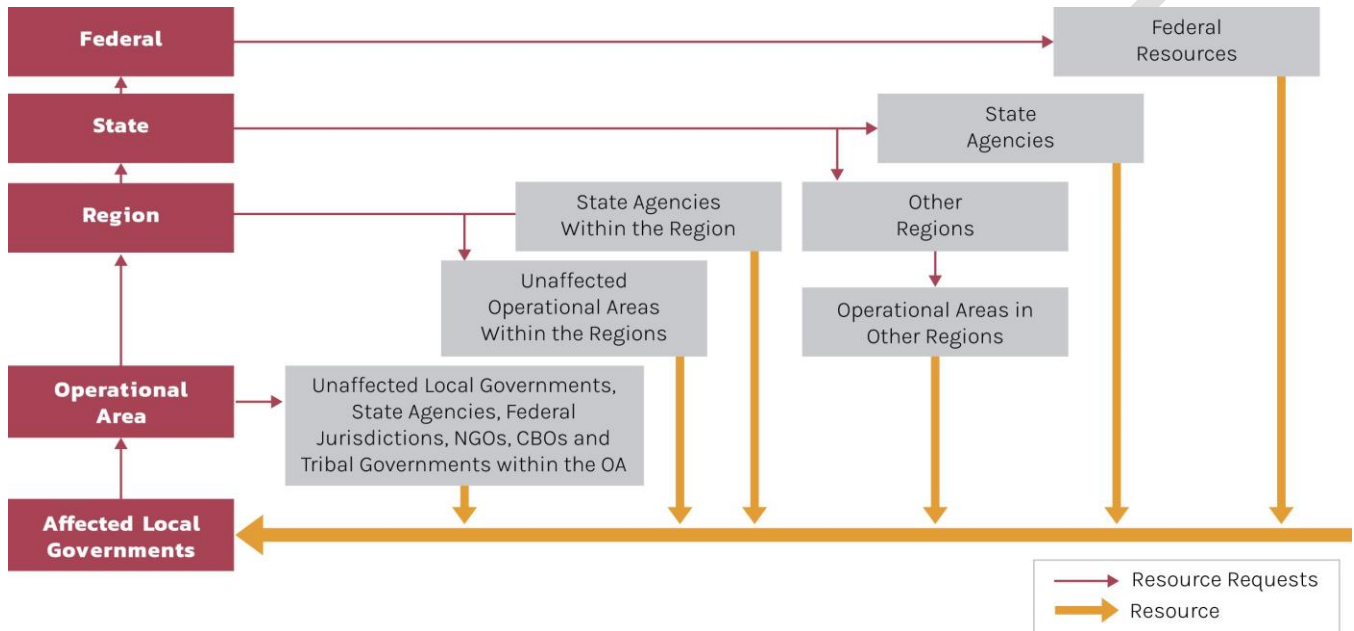 Federal
Federal
Resources
State
State
Agencies
Region
State Agencies
Within the Region
Other
Regions
Unaffected
Operational Areas
Within the Regions
Operational Areas in
Other Regions
Operational
Area
Unaffected Local Governments,
State Agencies, Federal
Jurisdictions, NGOs, CBOs and
Tribal Governments within the OA
Affected Local
Governments
Resource Requests
Resource